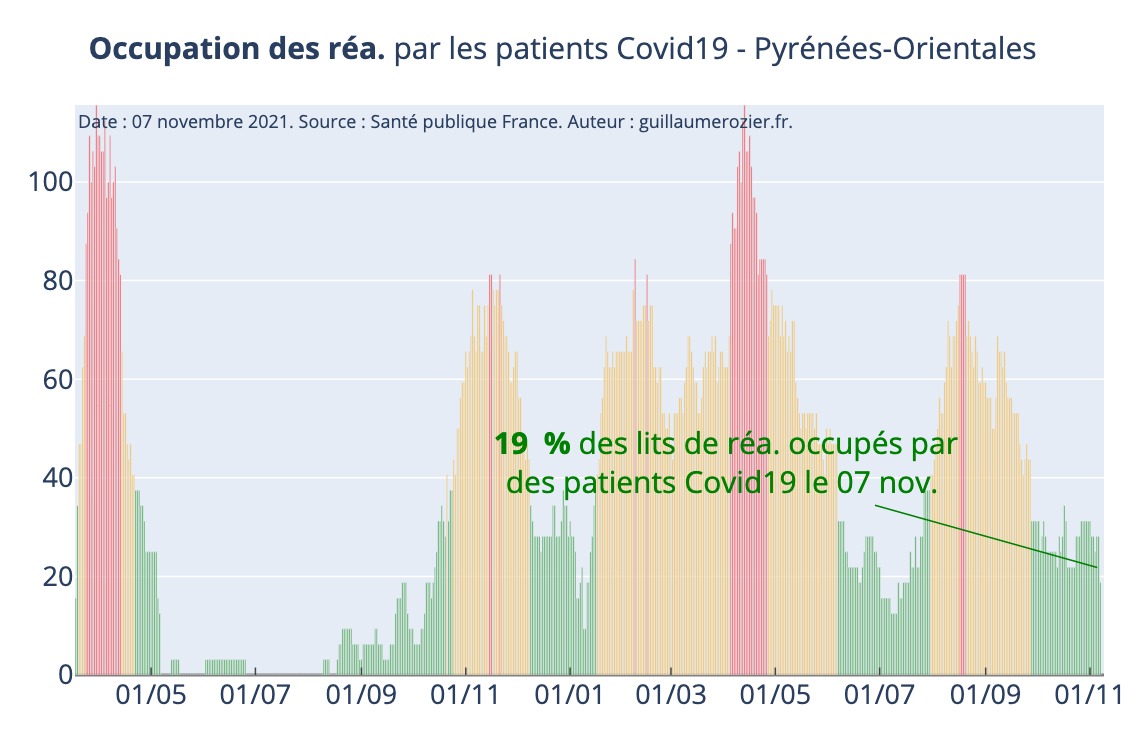 Occupation des réa. par les patients Covid19 - Pyrénées-Orientales
Date : 07 novembre 2021. Source : Santé publique France. Auteur : guillaumerozier.fr.
100
80
60
19 % des lits de réa. occupés par
des patients Covid19 le 07 nov.
40
20
0
01/05 01/07 01/09 01/11 01/01 01/03 01/05 01/07 01/09 01/11